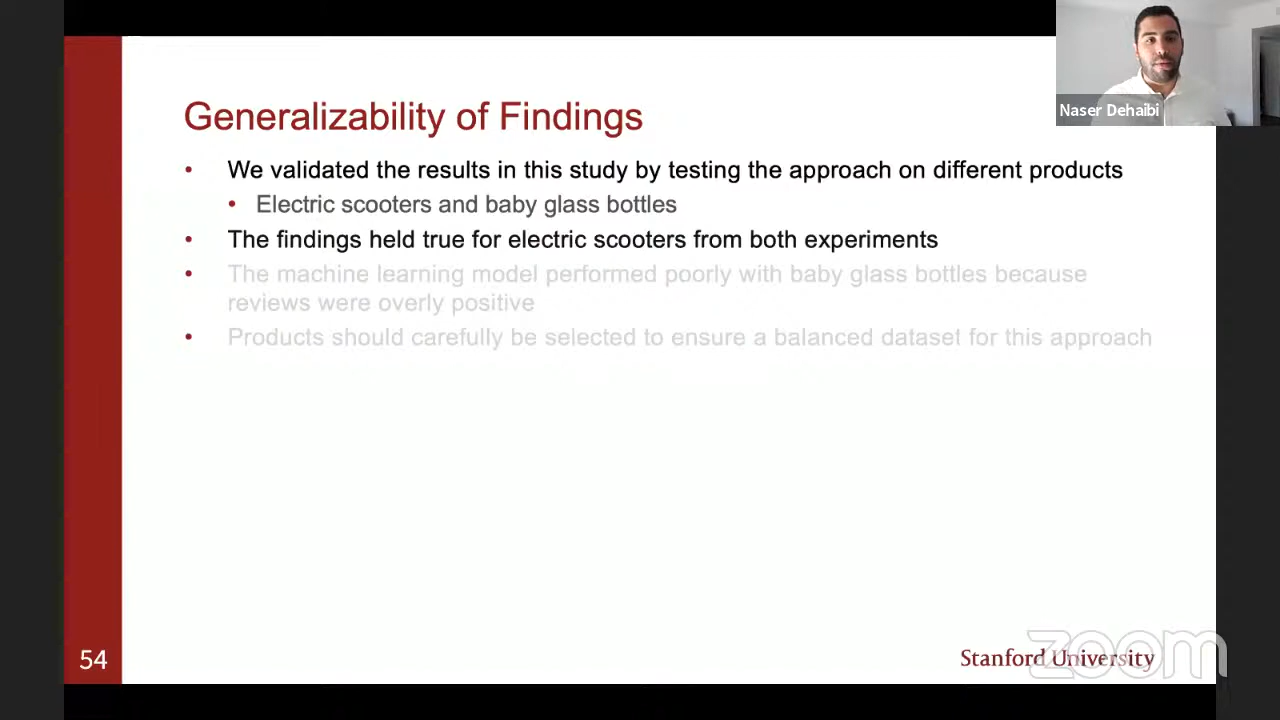 Naser Dehaibi
Generalizability of Findings
• We validated the results in this study by testing the approach on different products
• Electric scooters and baby glass bottles
• The findings held true for electric scooters from both experiments
• The machine learning model performed poorly with baby glass bottles because
reviews were overly positive
• Products should carefully be selected to ensure a balanced dataset for this approach
54
Stanford University
zoom